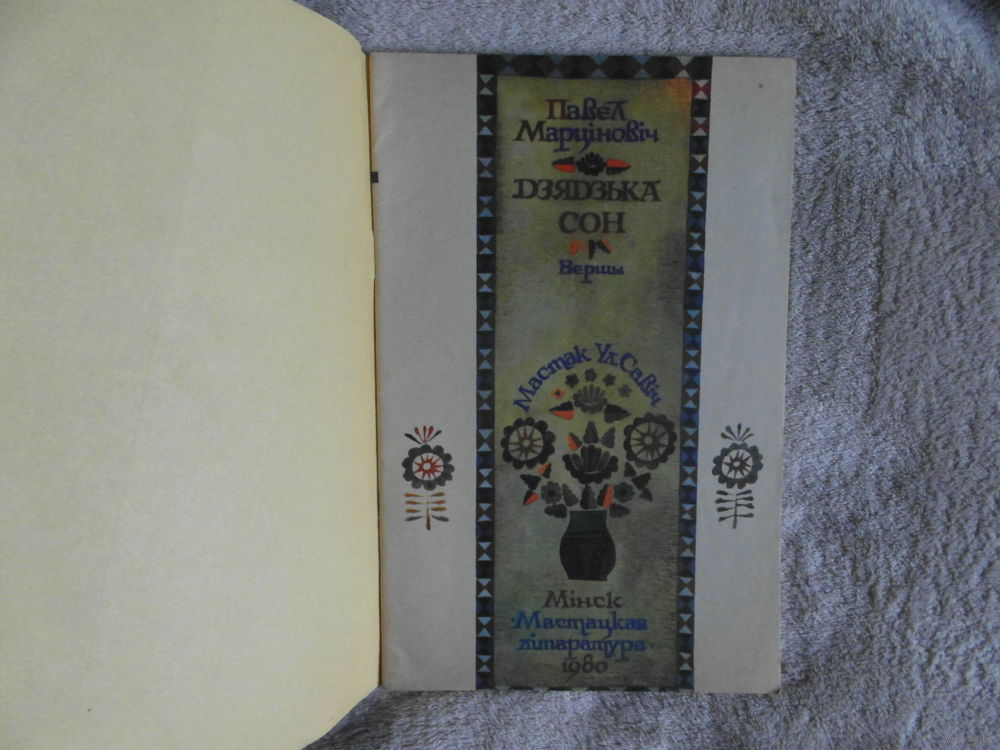 Павел
Марціновіч
ДЗЯДЗЬКА
СОН
Вершы
Мастак Ул. Савіч
Мінск
Мастацкая
літаратура
1980